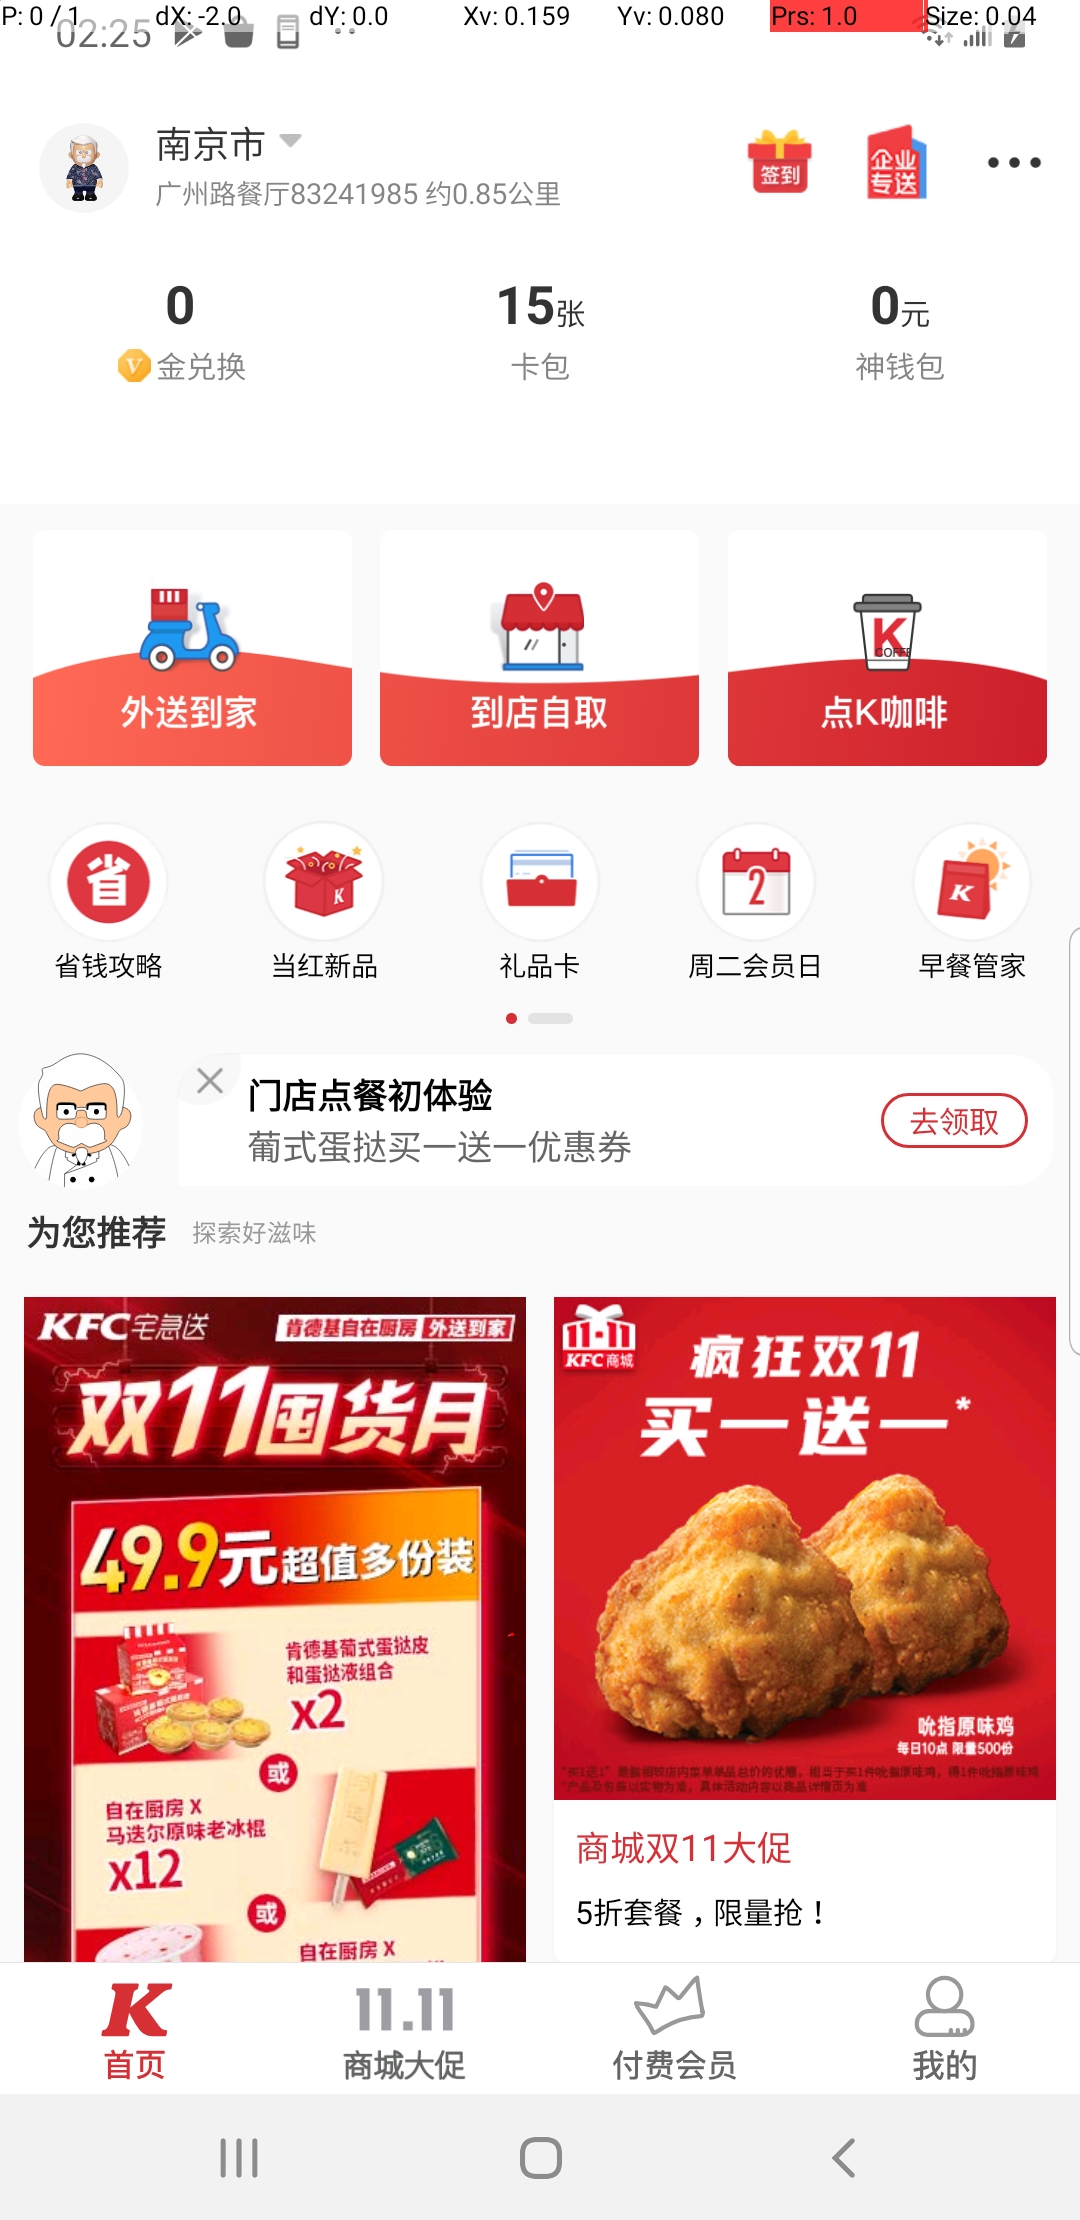 P: 0 / 1 dX: -2.0 dY: 0.0 Xv: 0.159 Yv: 0.080 Prs: 1.0 Size: 0.04
02:25
南京市
签到
企业
专送
广州路餐厅83241985 约0.85公里
0 15张 0元
V 金兑换 卡包 神钱包
K
COFFE
外送到家 到店自取 点K咖啡
省 K 2 K
省钱攻略 当红新品 礼品卡 周二会员日 早餐管家
门店点餐初体验
葡式蛋挞买一送一优惠券
去领取
为您推荐 探索好滋味
KFC宅急送 肯德基自在厨房 外送到家
双11囤货月
49.9元超值多份装
肯德基葡式蛋挞皮
和蛋挞液组合
x2
或
自在厨房 X
马迭尔原味老冰棍
x12
或
自在厨房 X
11·11
KFC商城
疯狂双11
买一送一*
吮指原味鸡
每日10点 限量500份
商城双11大促
5折套餐，限量抢！
K 11.11
首页 商城大促 付费会员 我的